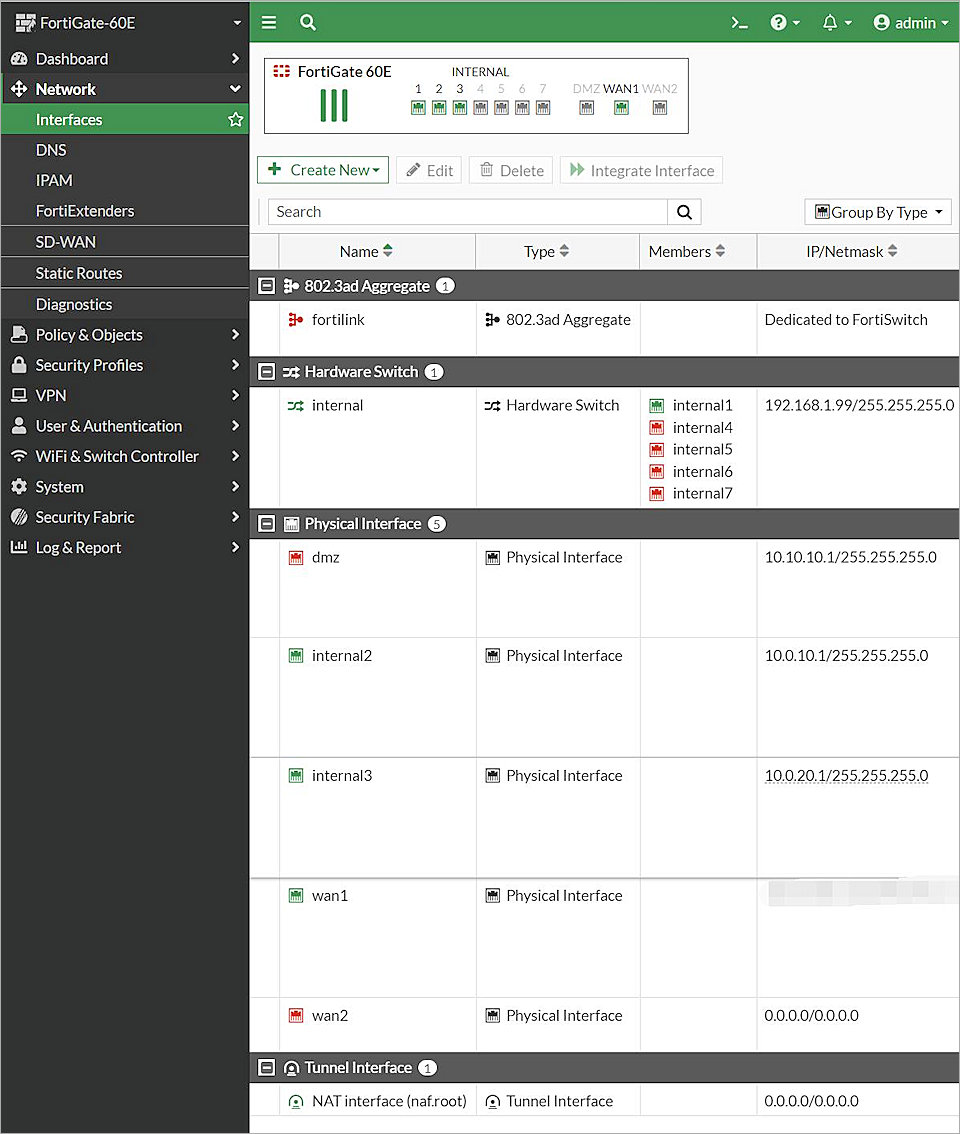 FortiGate-60E
admin
Dashboard
Network
Interfaces
DNS
IPAM
FortiExtenders
SD-WAN
Static Routes
Diagnostics
Policy & Objects
Security Profiles
VPN
User & Authentication
WiFi & Switch Controller
System
Security Fabric
Log & Report
FortiGate 60E
INTERNAL
1 2 3 4 5 6 7 DMZ WAN1 WAN2
Create New Edit Delete Integrate Interface
Search Group By Type
Name Type Members IP/Netmask
802.3ad Aggregate 1
fortilink 802.3ad Aggregate Dedicated to FortiSwitch
Hardware Switch 1
internal Hardware Switch internal1 192.168.1.99/255.255.255.0
internal4
internal5
internal6
internal7
Physical Interface 5
dmz Physical Interface 10.10.10.1/255.255.255.0
internal2 Physical Interface 10.0.10.1/255.255.255.0
internal3 Physical Interface 10.0.20.1/255.255.255.0
wan1 Physical Interface
wan2 Physical Interface 0.0.0.0/0.0.0.0
Tunnel Interface 1
NAT interface (naf.root) Tunnel Interface 0.0.0.0/0.0.0.0